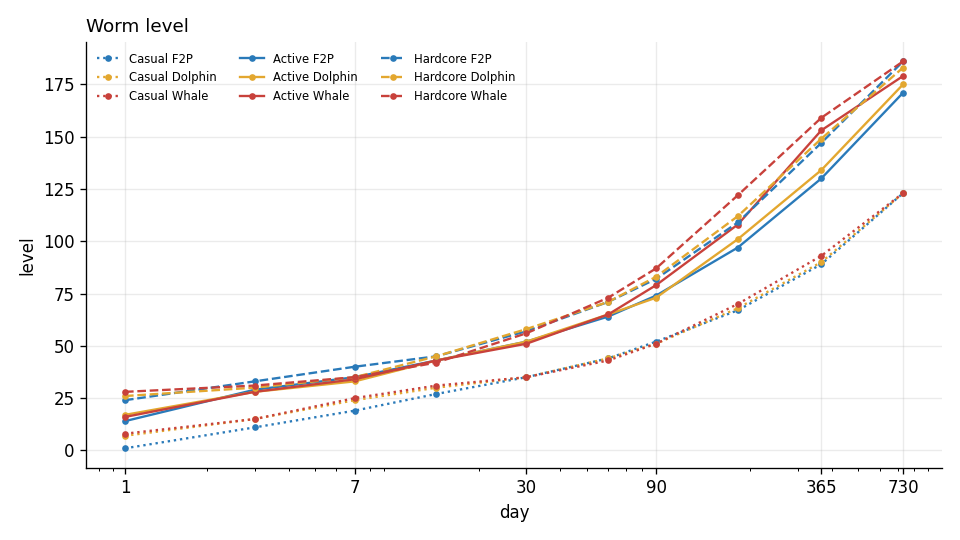 Worm level
Casual F2P Active F2P Hardcore F2P
Casual Dolphin Active Dolphin Hardcore Dolphin
Casual Whale Active Whale Hardcore Whale
175
150
125
100
75
50
25
0
level
1 7 30 90 365 730
day